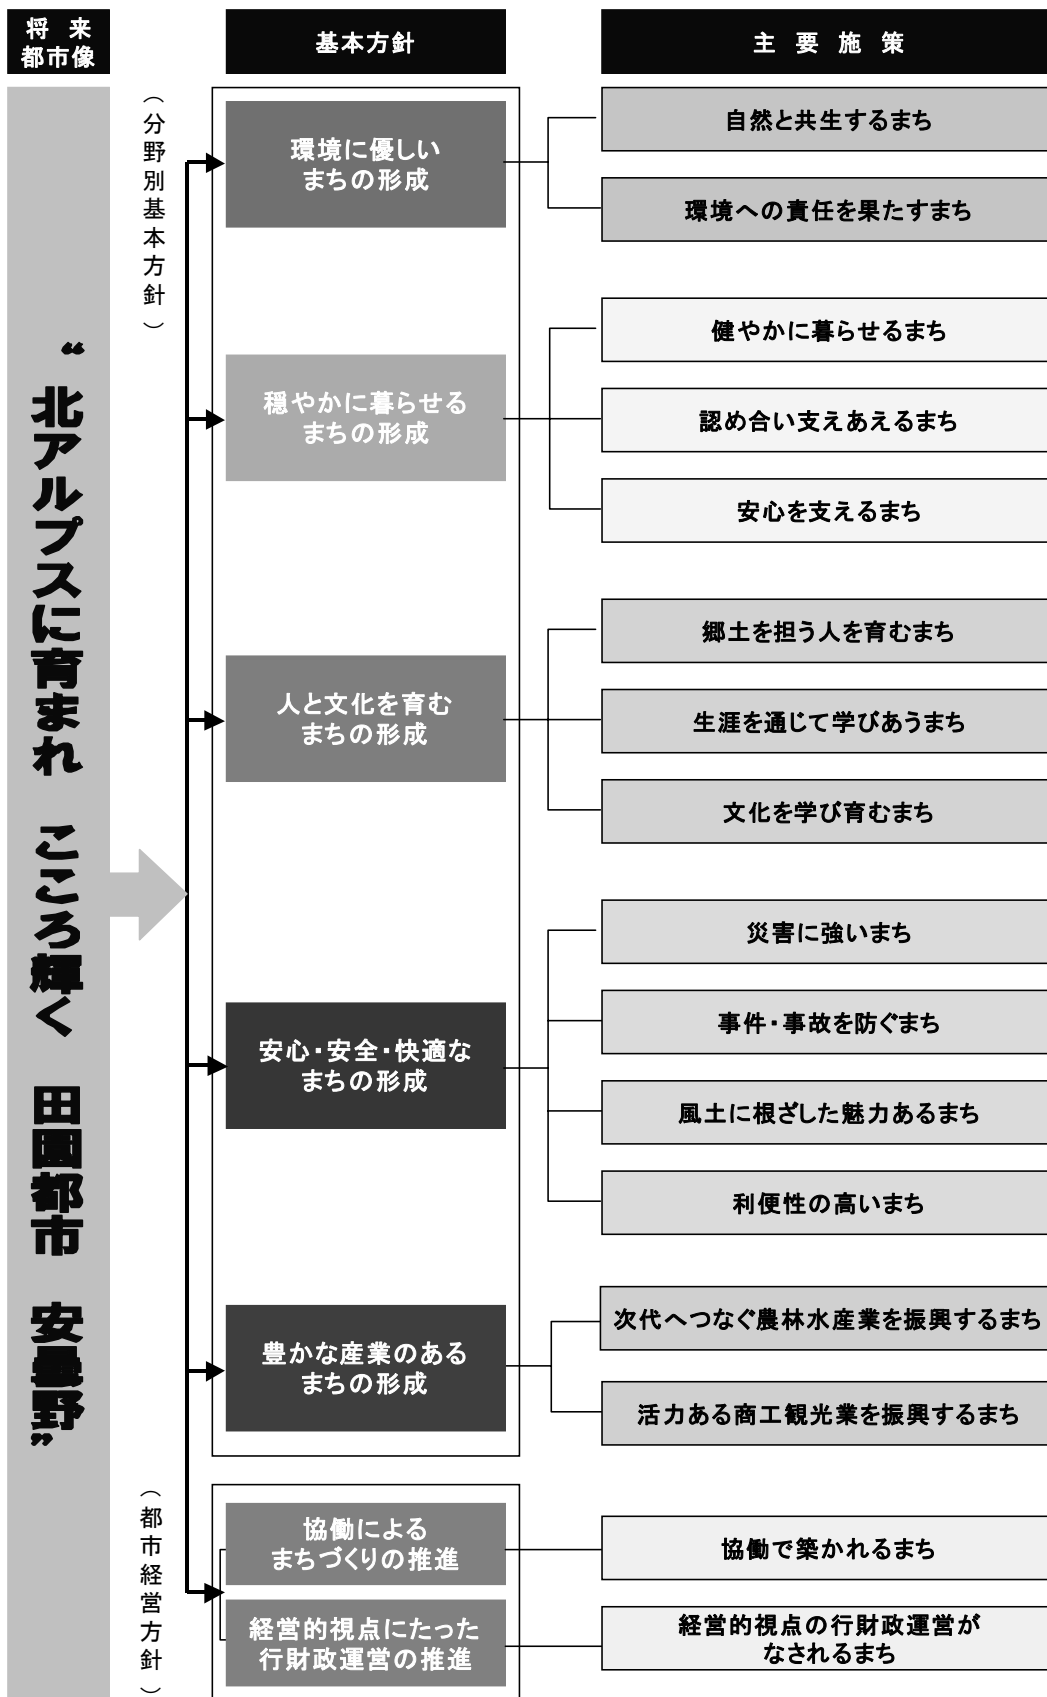 将 来
都市像
基本方針
主 要 施 策
“ 北アルプスに育まれ こころ輝く 田園都市 安曇野”
（分野別基本方針）
環境に優しい
まちの形成
自然と共生するまち
環境への責任を果たすまち
穏やかに暮らせる
まちの形成
健やかに暮らせるまち
認め合い支えあえるまち
安心を支えるまち
人と文化を育む
まちの形成
郷土を担う人を育むまち
生涯を通じて学びあうまち
文化を学び育むまち
安心・安全・快適な
まちの形成
災害に強いまち
事件・事故を防ぐまち
風土に根ざした魅力あるまち
利便性の高いまち
豊かな産業のある
まちの形成
次代へつなぐ農林水産業を振興するまち
活力ある商工観光業を振興するまち
（都市経営方針）
協働による
まちづくりの推進
協働で築かれるまち
経営的視点にたった
行財政運営の推進
経営的視点の行財政運営が
なされるまち